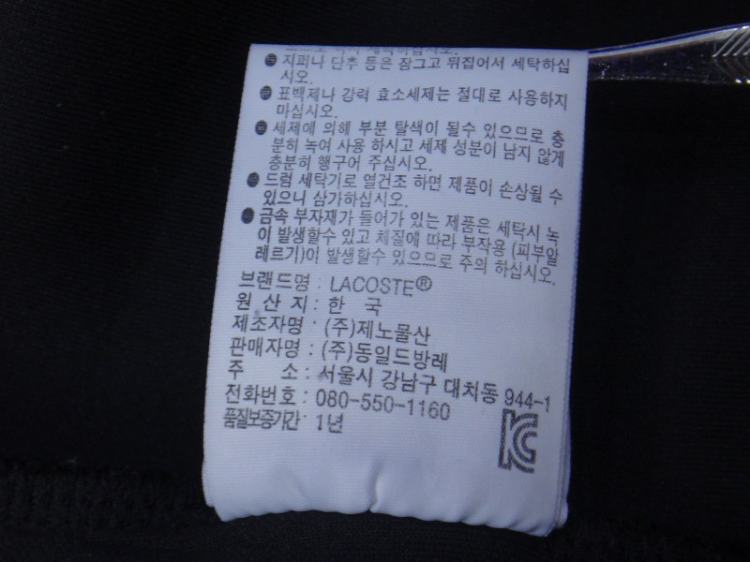 ● 지퍼나 단추 등은 잠그고 뒤집어서 세탁하십
시오.
● 표백제나 강력 효소세제는 절대로 사용하지
마십시오.
● 세제에 의해 부분 탈색이 될수 있으므로 충
분히 녹여 사용 하시고 세제 성분이 남지 않게
충분히 행구어 주십시오.
● 드럼 세탁기로 열건조 하면 제품이 손상될 수
있으니 삼가하십시오.
● 금속 부자재가 들어가 있는 제품은 세탁시 녹
이 발생할수 있고 체질에 따라 부작용 (피부알
레르기)이 발생할수 있으므로 주의 하십시오.
브랜드명 : LACOSTE®
원 산 지 : 한 국
제조자명 : (주)제노물산
판매자명 : (주)동일드방레
주 소 : 서울시 강남구 대치동 944-1
전화번호 : 080-550-1160
품질보증기간 : 1년
KC